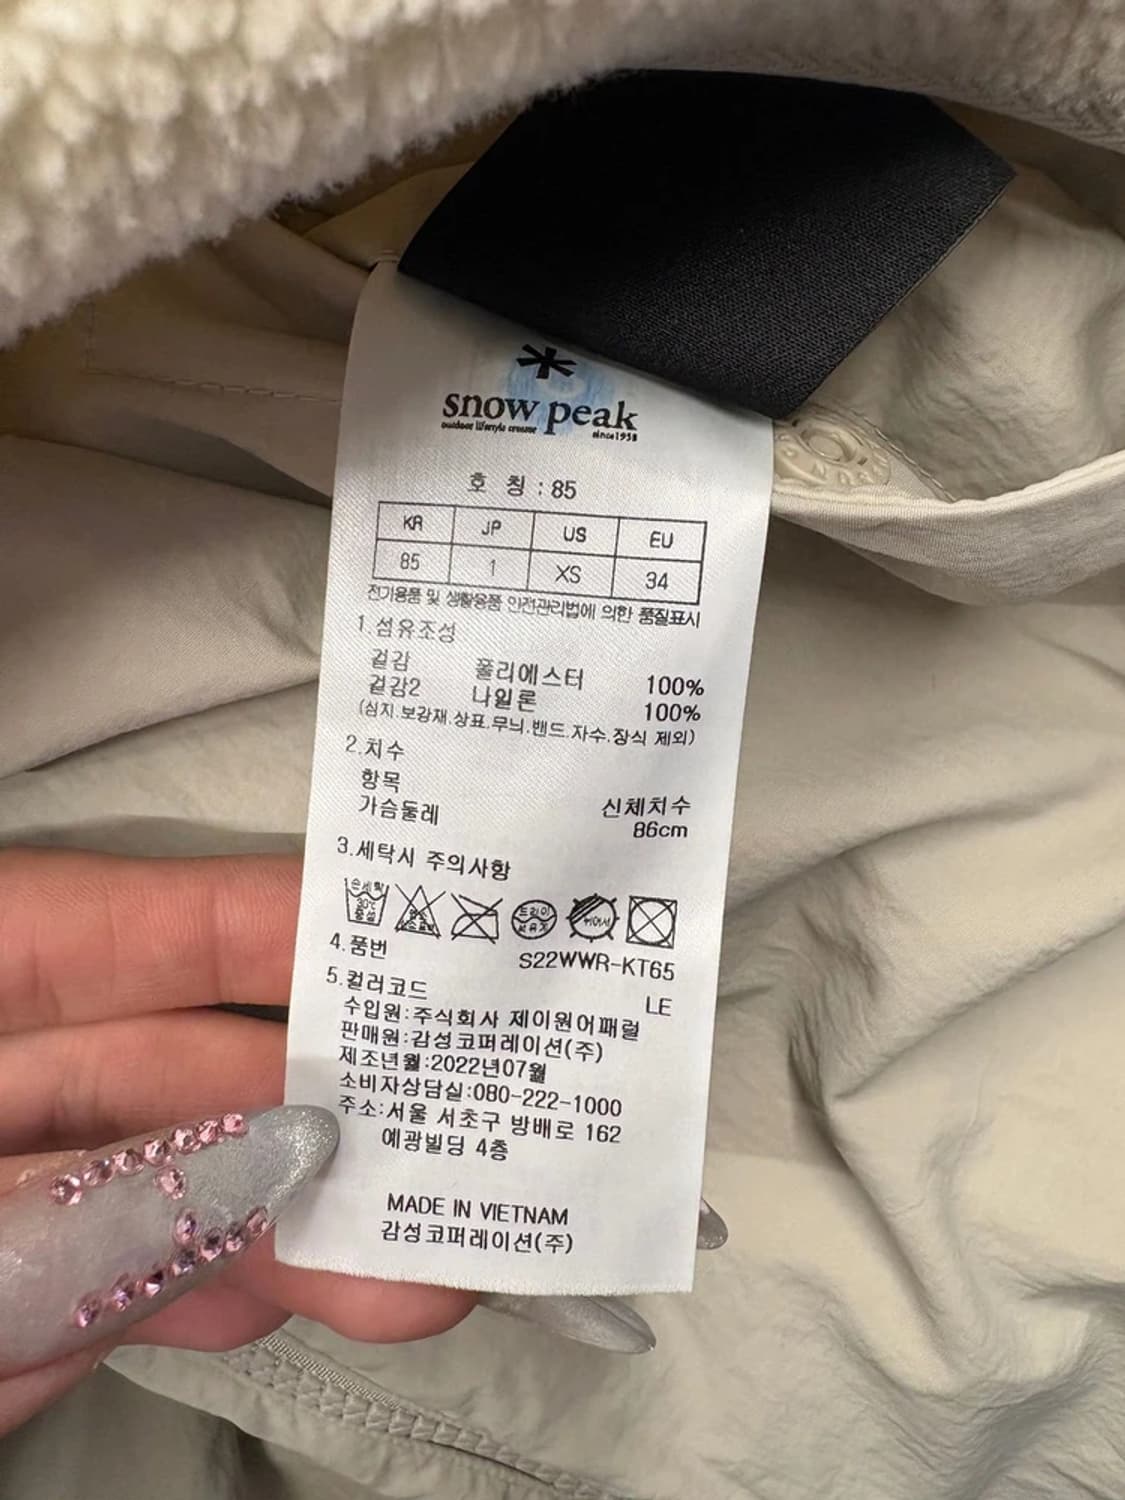 snow peak
outdoor lifestyle creator
since1958
호 칭 : 85
KR JP US EU
85 1 XS 34
전기용품 및 생활용품 안전관리법에 의한 품질표시
1.섬유조성
겉감 폴리에스터 100%
겉감2 나일론 100%
(심지.보강재.상표.무늬.밴드.자수.장식 제외)
2.치수
항목 신체치수
가슴둘레 86cm
3.세탁시 주의사항
손세탁 30℃ 중성 드라이
4.품번 S22WWR-KT65
5.컬러코드 LE
수입원:주식회사 제이원어패럴
판매원:감성코퍼레이션(주)
제조년월:2022년07월
소비자상담실:080-222-1000
주소:서울 서초구 방배로 162
예광빌딩 4층
MADE IN VIETNAM
감성코퍼레이션(주)